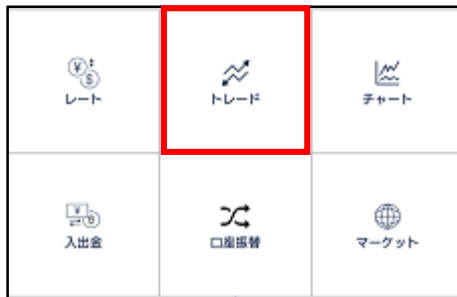 レート
トレード
チャート
入出金
口座振替
マーケット